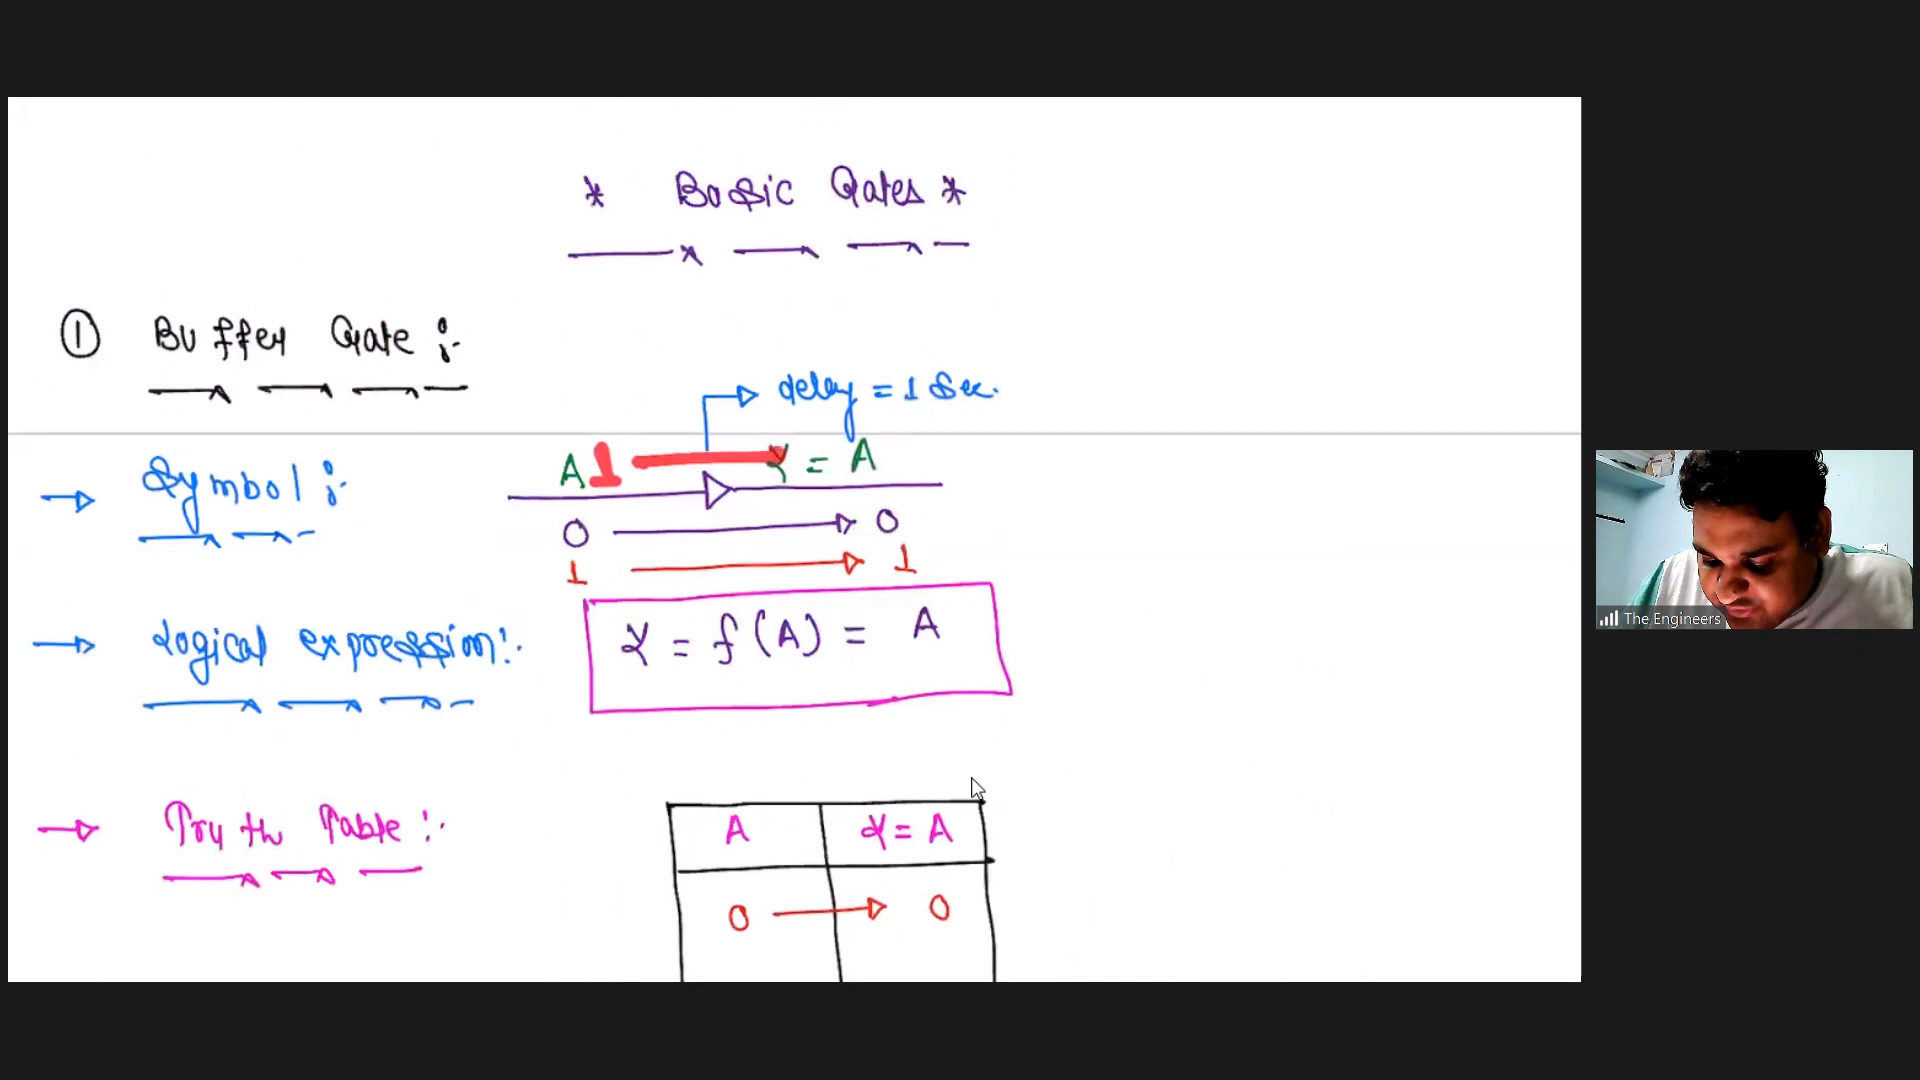 * Basic Gates *
① Buffer Gate :-
delay = 1 Sec.
→ Symbol :-
A 1 Y = A
0 → 0
1 → 1
→ Logical expression :-
Y = f(A) = A
→ Truth Table :-
A Y = A
0 → 0
The Engineers